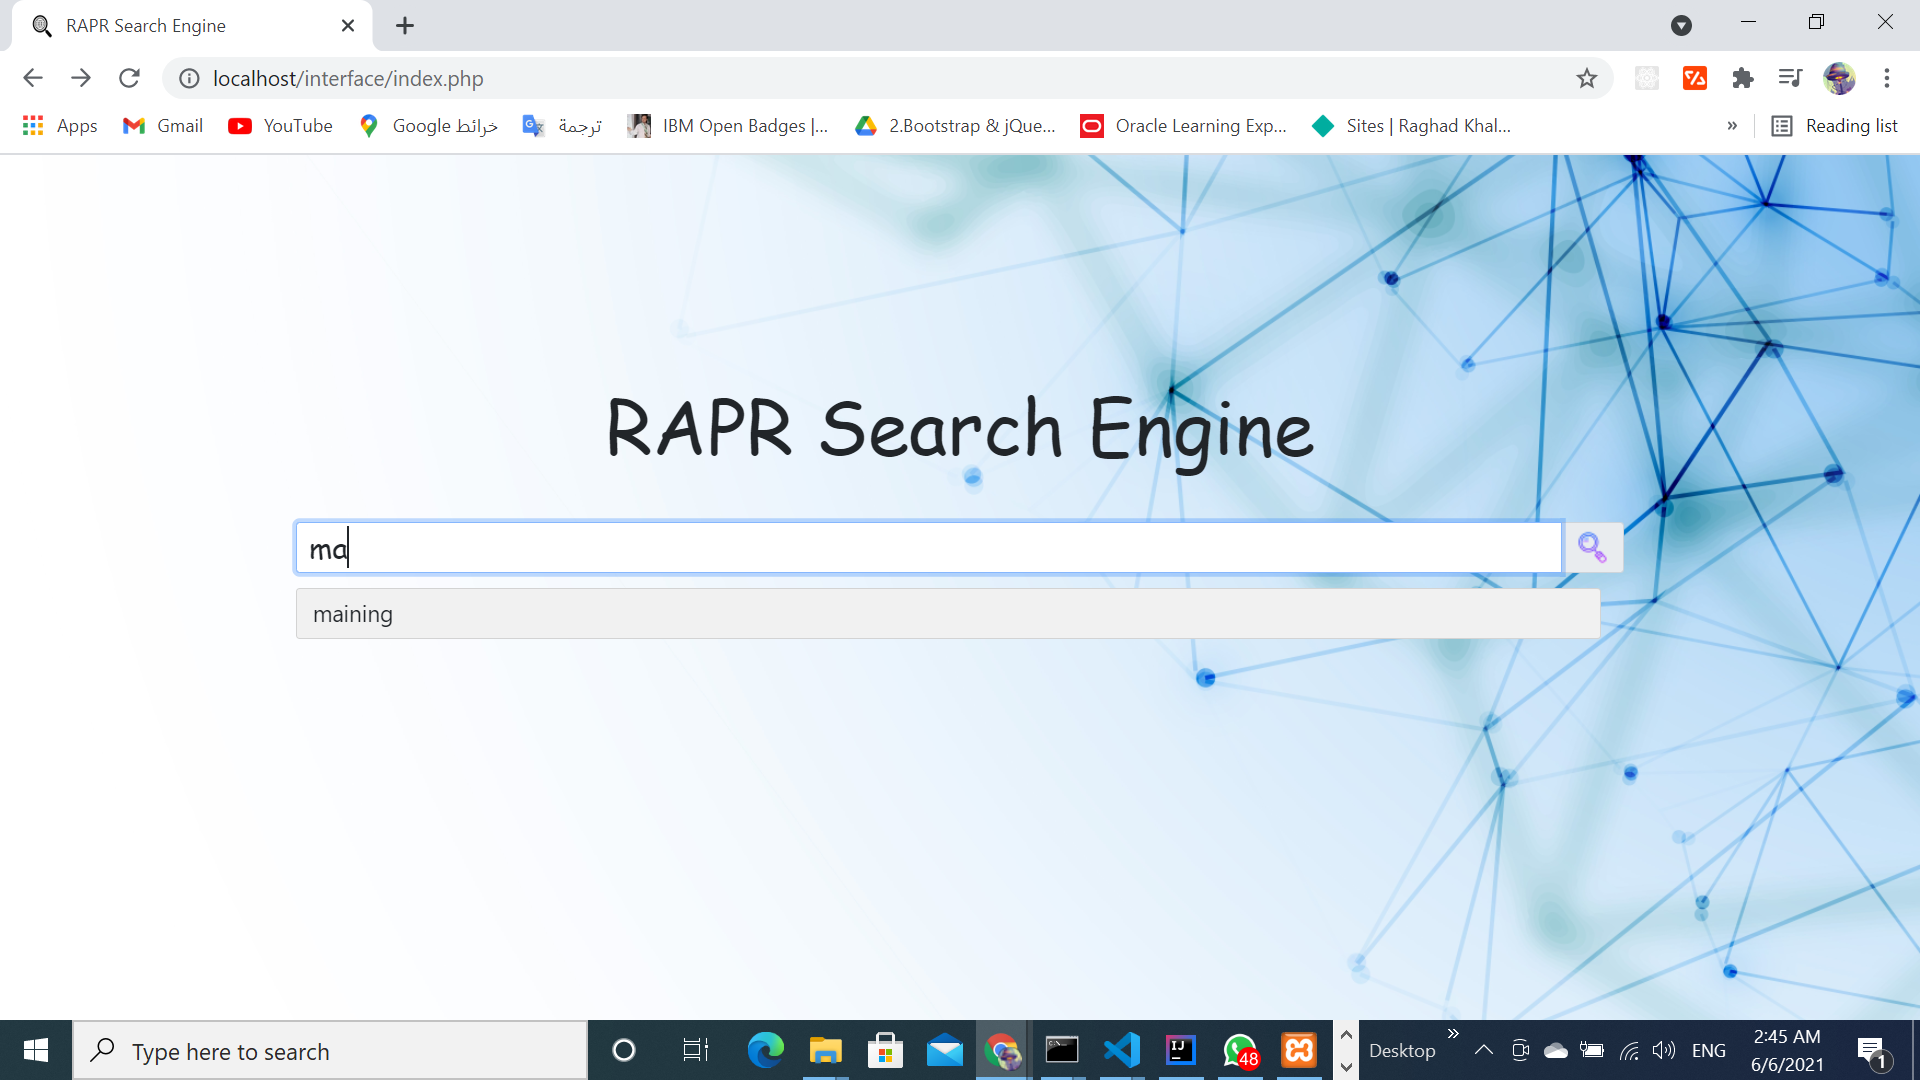 RAPR Search Engine
localhost/interface/index.php
Apps
Gmail
YouTube
خرائط Google
ترجمة
IBM Open Badges |...
2.Bootstrap & jQue...
Oracle Learning Exp...
Sites | Raghad Khal...
»
Reading list
RAPR Search Engine
ma
maining
Type here to search
C:\_
IJ
48
Desktop
»
ENG
2:45 AM
6/6/2021
1